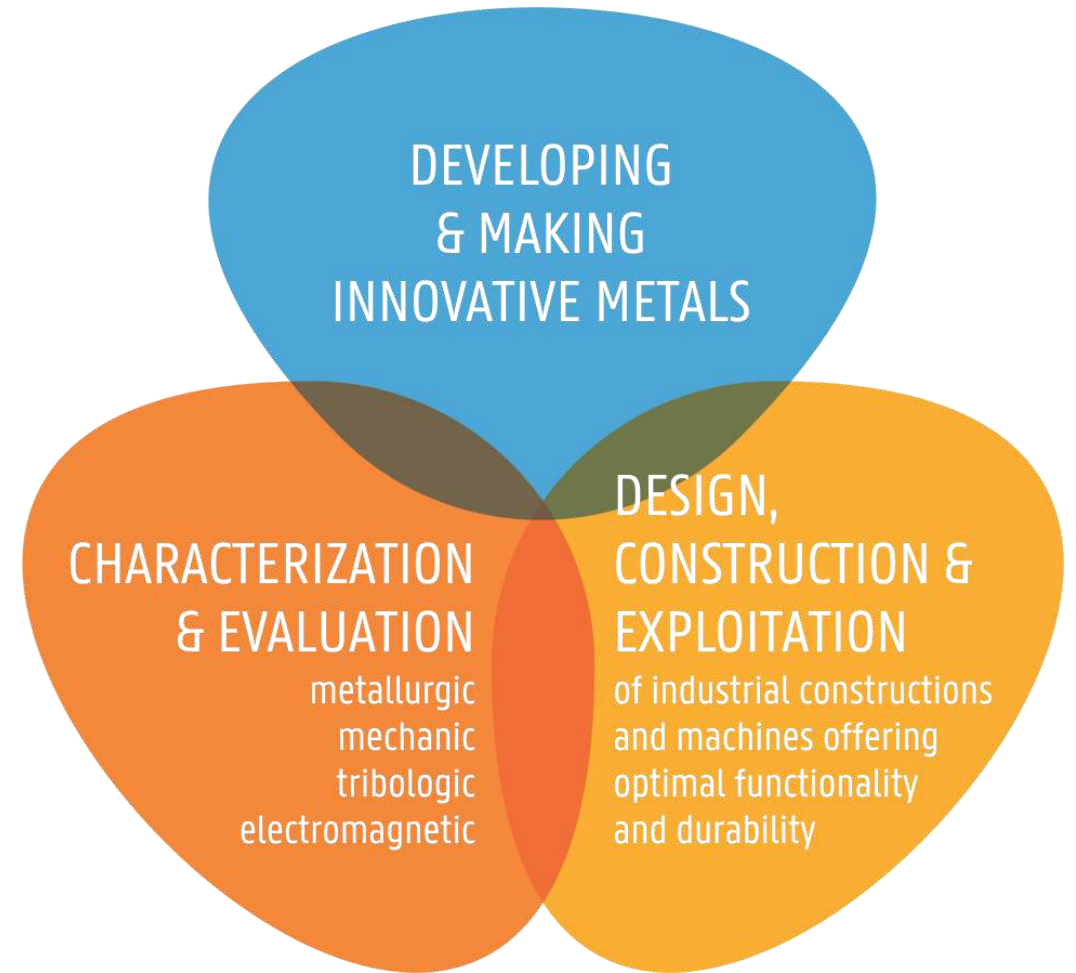 DEVELOPING
& MAKING
INNOVATIVE METALS
CHARACTERIZATION
& EVALUATION
metallurgic
mechanic
tribologic
electromagnetic
DESIGN,
CONSTRUCTION &
EXPLOITATION
of industrial constructions
and machines offering
optimal functionality
and durability